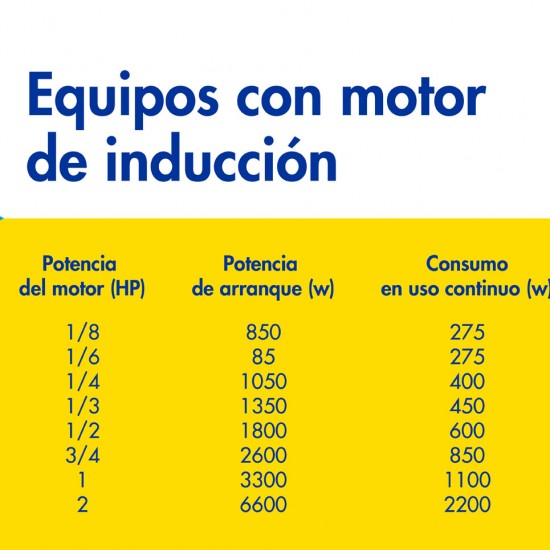 Equipos con motor
de inducción
Potencia Potencia Consumo
del motor (HP) de arranque (w) en uso continuo (w)
1/8 850 275
1/6 85 275
1/4 1050 400
1/3 1350 450
1/2 1800 600
3/4 2600 850
1 3300 1100
2 6600 2200